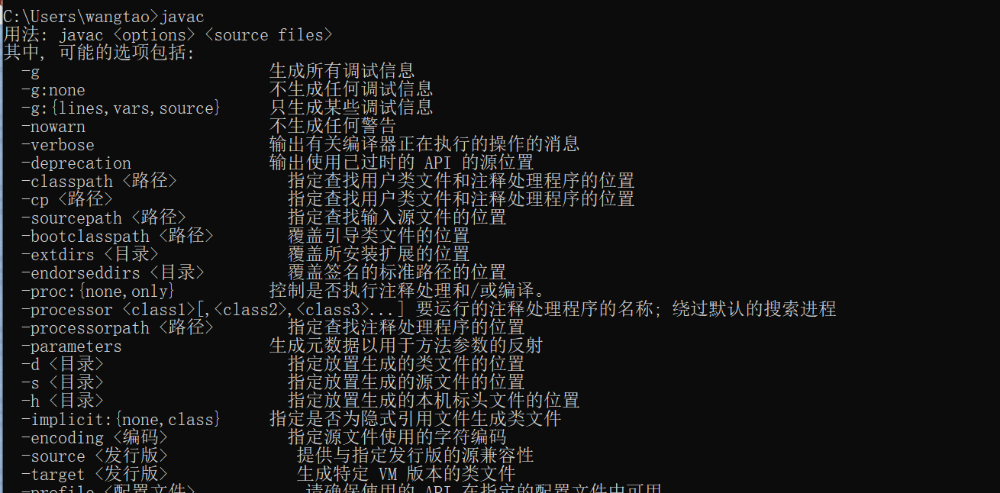 C:\Users\wangtao>javac
用法: javac <options> <source files>
其中, 可能的选项包括:
-g 生成所有调试信息
-g:none 不生成任何调试信息
-g:{lines,vars,source} 只生成某些调试信息
-nowarn 不生成任何警告
-verbose 输出有关编译器正在执行的操作的消息
-deprecation 输出使用已过时的 API 的源位置
-classpath <路径> 指定查找用户类文件和注释处理程序的位置
-cp <路径> 指定查找用户类文件和注释处理程序的位置
-sourcepath <路径> 指定查找输入源文件的位置
-bootclasspath <路径> 覆盖引导类文件的位置
-extdirs <目录> 覆盖所安装扩展的位置
-endorseddirs <目录> 覆盖签名的标准路径的位置
-proc:{none,only} 控制是否执行注释处理和/或编译。
-processor <class1>[,<class2>,<class3>...] 要运行的注释处理程序的名称; 绕过默认的搜索进程
-processorpath <路径> 指定查找注释处理程序的位置
-parameters 生成元数据以用于方法参数的反射
-d <目录> 指定放置生成的类文件的位置
-s <目录> 指定放置生成的源文件的位置
-h <目录> 指定放置生成的本机标头文件的位置
-implicit:{none,class} 指定是否为隐式引用文件生成类文件
-encoding <编码> 指定源文件使用的字符编码
-source <发行版> 提供与指定发行版的源兼容性
-target <发行版> 生成特定 VM 版本的类文件
-profile <配置文件> 请确保使用的 API 在指定的配置文件中可用